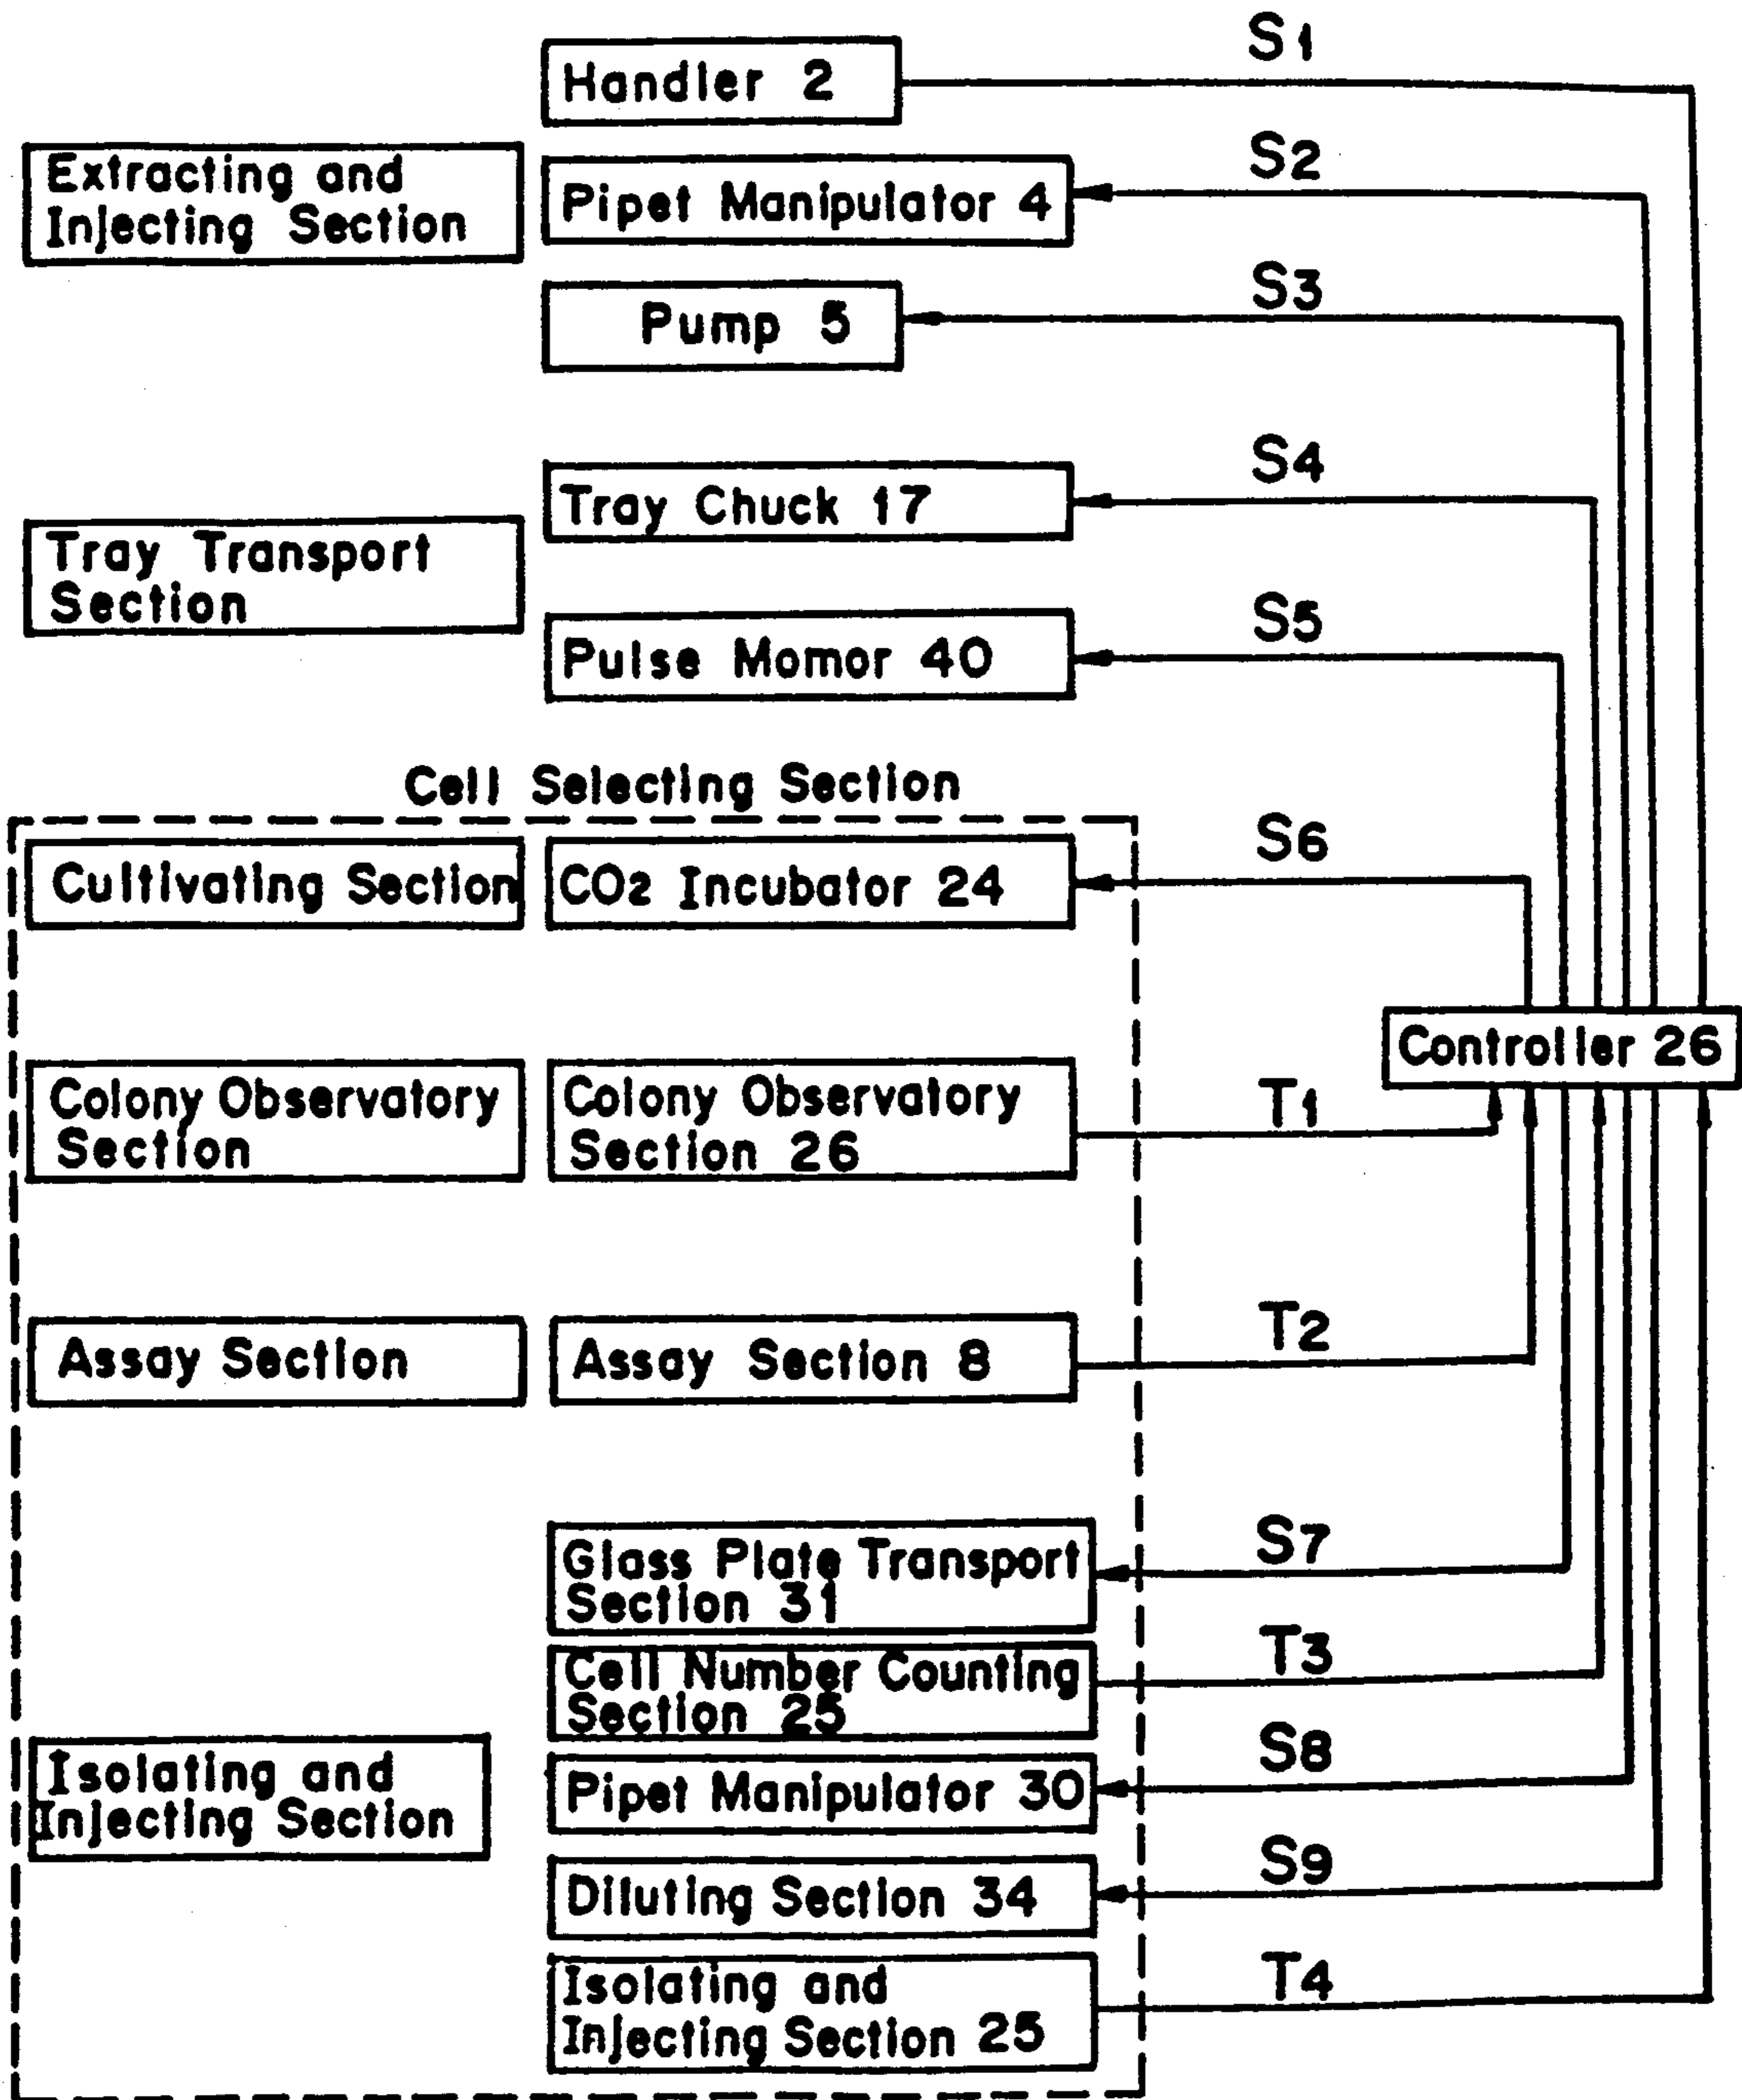 Handler 2
S1
Extracting and
Injecting Section
Pipet Manipulator 4
S2
Pump 5
S3
Tray Transport
Section
Tray Chuck 17
S4
Pulse Momor 40
S5
Cell Selecting Section
Cultivating Section
CO2 Incubator 24
S6
Controller 26
Colony Observatory
Section
Colony Observatory
Section 26
T1
Assay Section
Assay Section 8
T2
Glass Plate Transport
Section 31
S7
Cell Number Counting
Section 25
T3
Isolating and
Injecting Section
Pipet Manipulator 30
S8
Diluting Section 34
S9
Isolating and
Injecting Section 25
T4